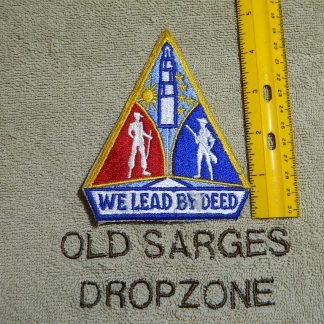 WE LEAD BY DEED
OLD SARGES
DROPZONE